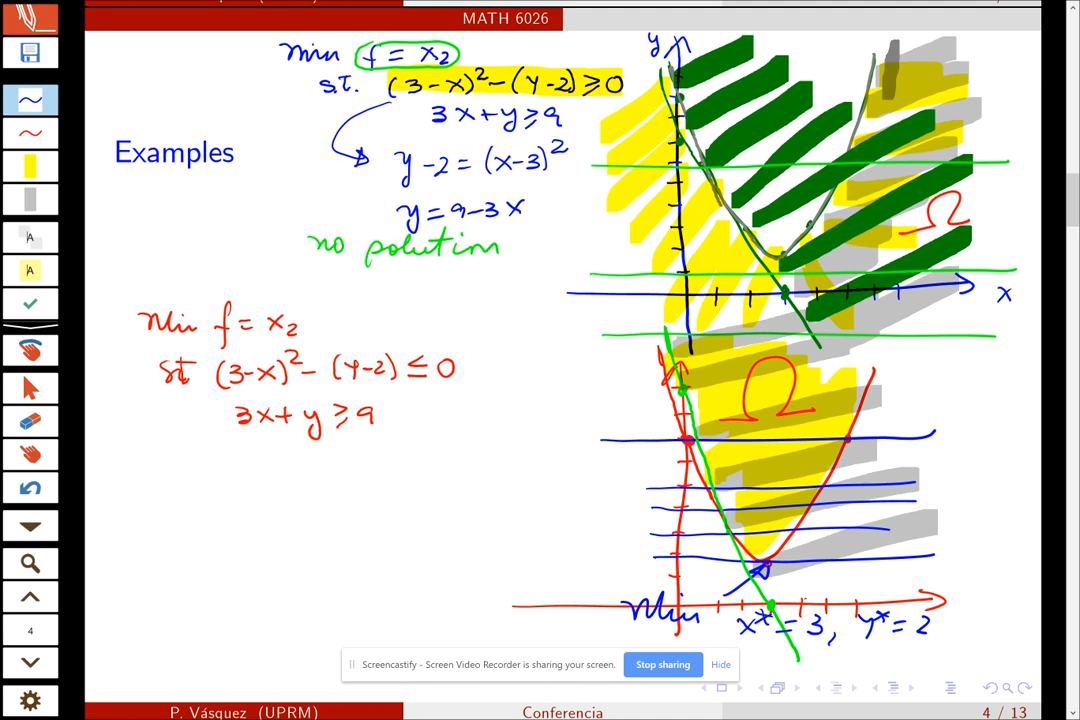 MATH 6026
min f = x₂
st. (3-x)²-(y-2)≥0
3x+y≥9
Examples
y-2=(x-3)²
y=9-3x
no solution
y
Ω
x
Min f = x₂
st (3-x)² - (y-2) ≤ 0
3x+y≥9
y
Ω
Min
x* = 3, y* = 2
A
A
4
Screencastify - Screen Video Recorder is sharing your screen.
Stop sharing
Hide
P. Vásquez (UPRM)
Conferencia
4 / 13